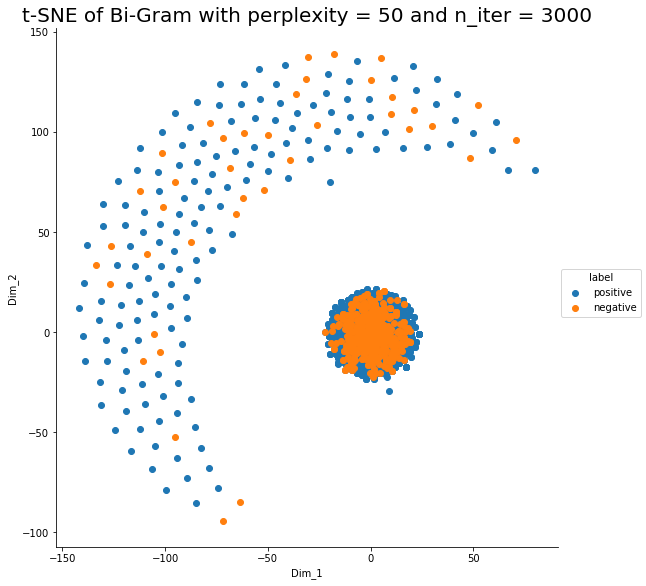 t-SNE of Bi-Gram with perplexity = 50 and n_iter = 3000
150
100
50
0
−50
−100
Dim_2
−150
−100
−50
0
50
Dim_1
label
positive
negative